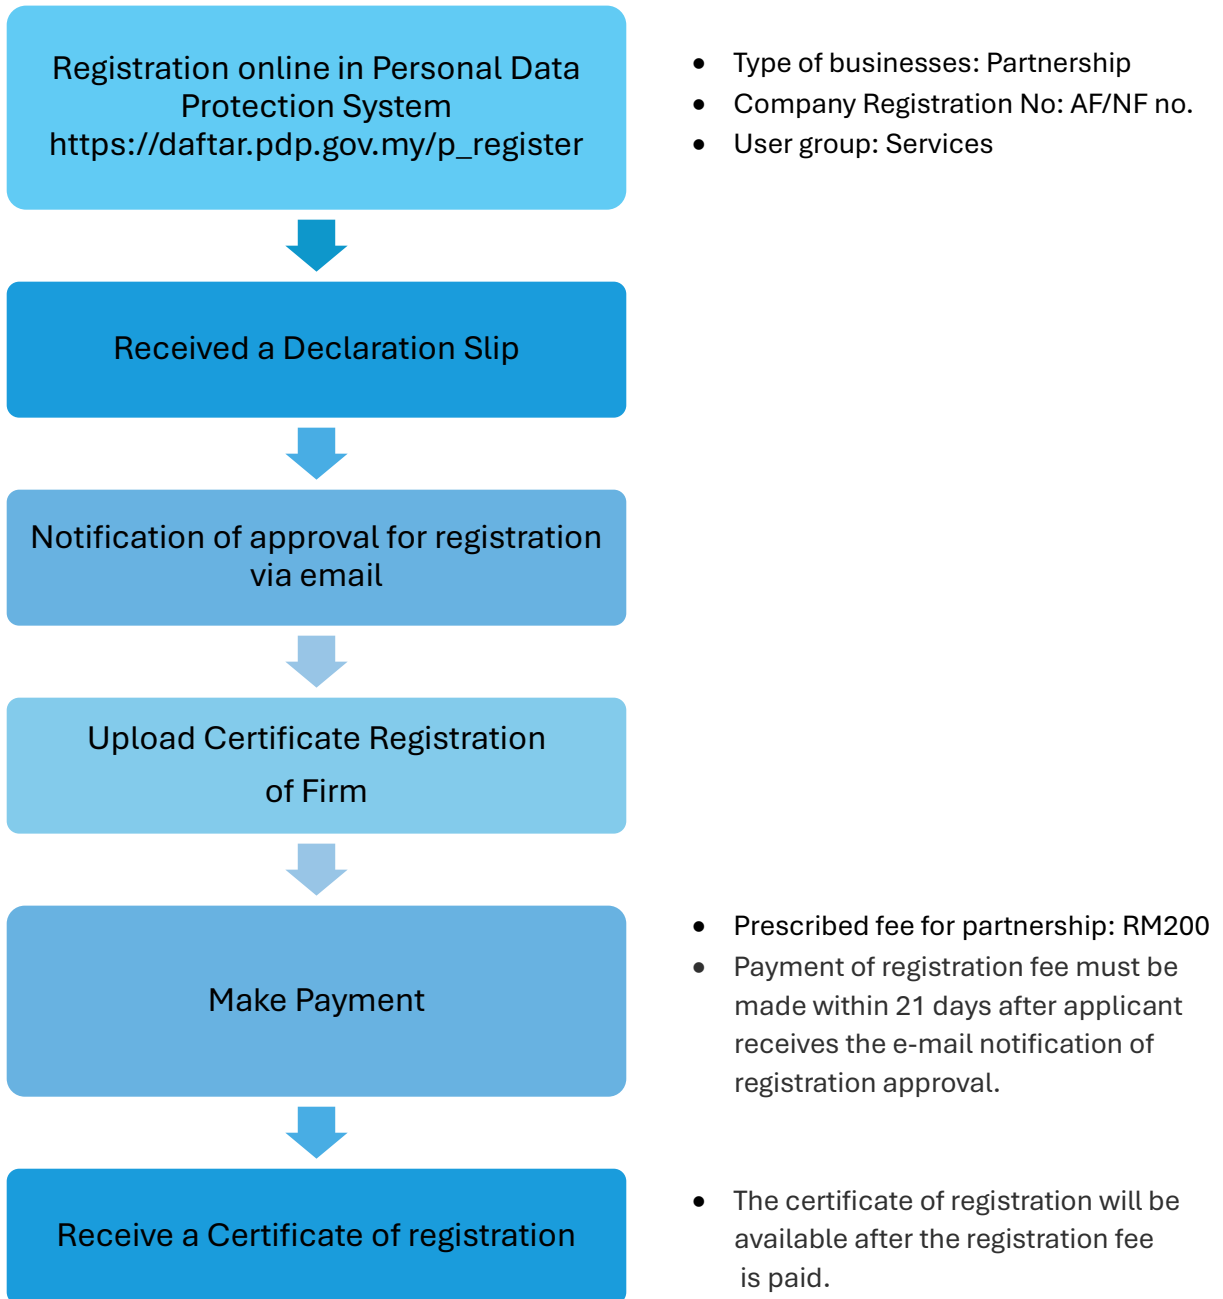 Registration online in Personal Data
Protection System
https://daftar.pdp.gov.my/p_register
• Type of businesses: Partnership
• Company Registration No: AF/NF no.
• User group: Services
Received a Declaration Slip
Notification of approval for registration
via email
Upload Certificate Registration
of Firm
Make Payment
• Prescribed fee for partnership: RM200
• Payment of registration fee must be
made within 21 days after applicant
receives the e-mail notification of
registration approval.
Receive a Certificate of registration
• The certificate of registration will be
available after the registration fee
is paid.